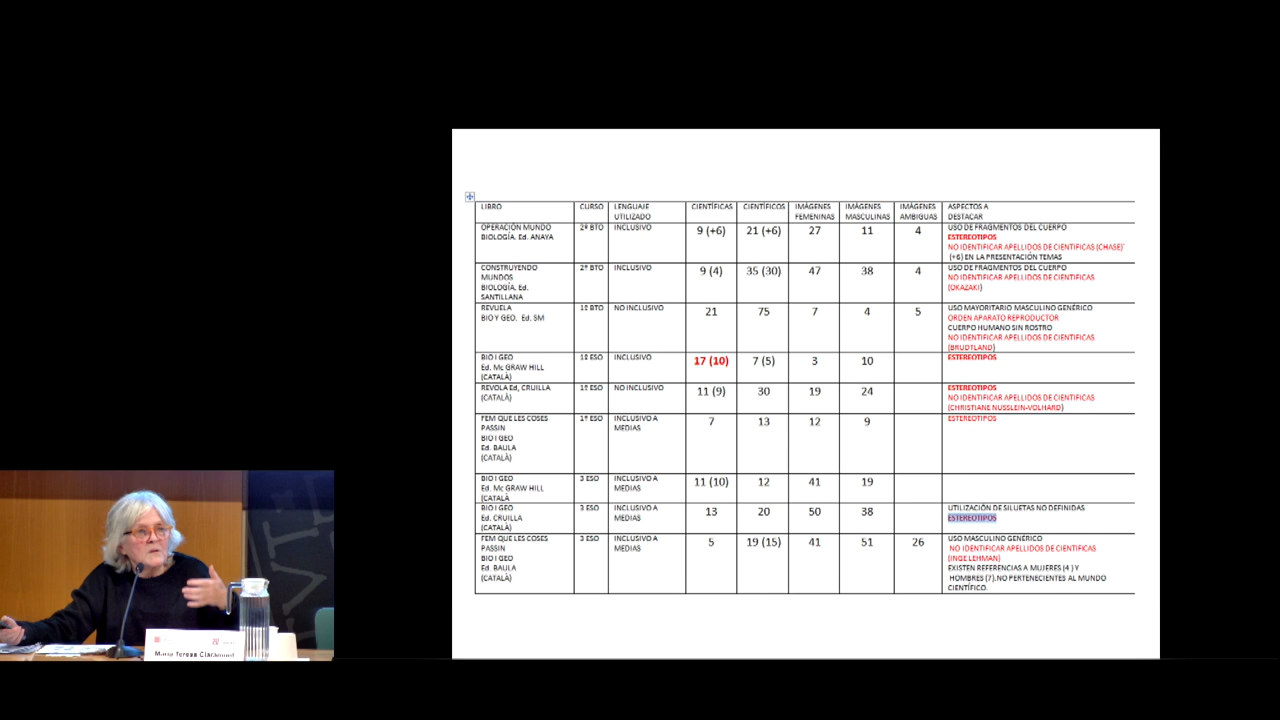 LIBRO
CURSO
LENGUAJE
UTILIZADO
CIENTÍFICAS
CIENTÍFICOS
IMÁGENES
FEMENINAS
IMÁGENES
MASCULINAS
IMÁGENES
AMBIGUAS
ASPECTOS A
DESTACAR
OPERACIÓN MUNDO
BIOLOGÍA. Ed. ANAYA
2º BTO
INCLUSIVO
9 (+6)
21 (+6)
27
11
4
USO DE FRAGMENTOS DEL CUERPO
ESTEREOTIPOS
NO IDENTIFICAR APELLIDOS DE CIENTIFICAS (CHASE)
(+6) EN LA PRESENTACIÓN TEMAS
CONSTRUYENDO
MUNDOS
BIOLOGÍA, Ed.
SANTILLANA
2º BTO
INCLUSIVO
9 (4)
35 (30)
47
38
4
USO DE FRAGMENTOS DEL CUERPO
NO IDENTIFICAR APELLIDOS DE CIENTIFICAS
(OKAZAKI)
REVUELA
BIO Y GEO. Ed. SM
1º BTO
NO INCLUSIVO
21
75
7
4
5
USO MAYORITARIO MASCULINO GENÉRICO
ORDEN APARATO REPRODUCTOR
CUERPO HUMANO SIN ROSTRO
NO IDENTIFICAR APELLIDOS DE CIENTIFICAS
(BRUDTLAND)
BIO I GEO
Ed. Mc GRAW HILL
(CATALÀ)
1º ESO
INCLUSIVO
17 (10)
7 (5)
3
10
ESTEREOTIPOS
REVOLA Ed, CRUILLA
(CATALÀ)
1º ESO
NO INCLUSIVO
11 (9)
30
19
24
ESTEREOTIPOS
NO IDENTIFICAR APELLIDOS DE CIENTIFICAS
(CHRISTIANE NUSSLEIN-VOLHARD)
FEM QUE LES COSES
PASSIN
BIO I GEO
Ed. BAULA
(CATALÀ)
1º ESO
INCLUSIVO A
MEDIAS
7
13
12
9
ESTEREOTIPOS
BIO I GEO
Ed. Mc GRAW HILL
(CATALÀ
3 ESO
INCLUSIVO A
MEDIAS
11 (10)
12
41
19
BIO I GEO
Ed. CRUILLA
(CATALÀ)
3 ESO
INCLUSIVO A
MEDIAS
13
20
50
38
UTILIZACIÓN DE SILUETAS NO DEFINIDAS
ESTEREOTIPOS
FEM QUE LES COSES
PASSIN
BIO I GEO
Ed. BAULA
(CATALÀ)
3 ESO
INCLUSIVO A
MEDIAS
5
19 (15)
41
51
26
USO MASCULINO GENÉRICO
NO IDENTIFICAR APELLIDOS DE CIENTIFICAS
(INGE LEHMAN)
EXISTEN REFERENCIAS A MUJERES (4 ) Y
HOMBRES (7).NO PERTENECIENTES AL MUNDO
CIENTÍFICO.
Maria Teresa Claramunt